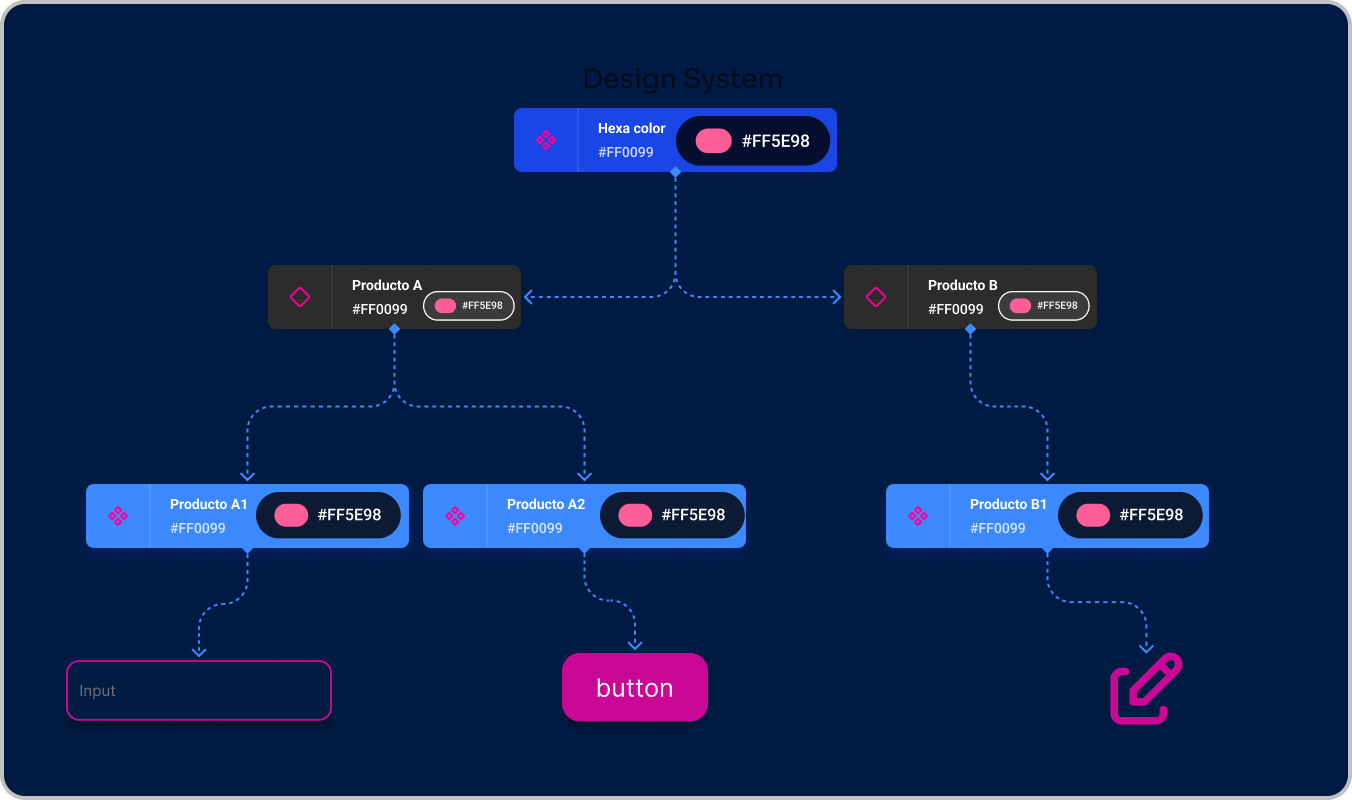 Design System
Hexa color
#FF0099
#FF5E98
Producto A
#FF0099
#FF5E98
Producto B
#FF0099
#FF5E98
Producto A1
#FF0099
#FF5E98
Producto A2
#FF0099
#FF5E98
Producto B1
#FF0099
#FF5E98
Input
button